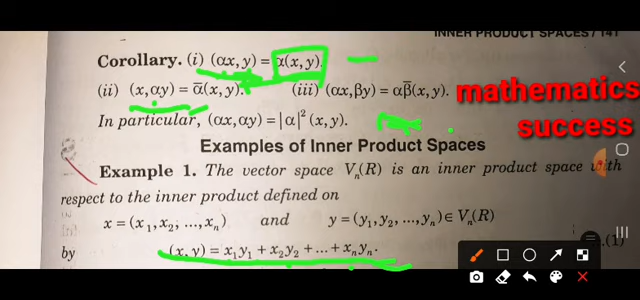 INNER PRODUCT SPACES/141
Corollary. (i) (αx, y) = α(x, y).
(ii) (x, αy) = ᾱ(x, y). (iii) (αx, βy) = αβ̄(x, y).
In particular, (αx, αy) = |α|² (x, y).
mathematics
success
Examples of Inner Product Spaces
Example 1. The vector space Vₙ(R) is an inner product space with
respect to the inner product defined on
x = (x₁, x₂, ..., xₙ) and y = (y₁, y₂, ..., yₙ) ∈ Vₙ(R)
by (x, y) = x₁y₁ + x₂y₂ + ... + xₙyₙ. .(1)